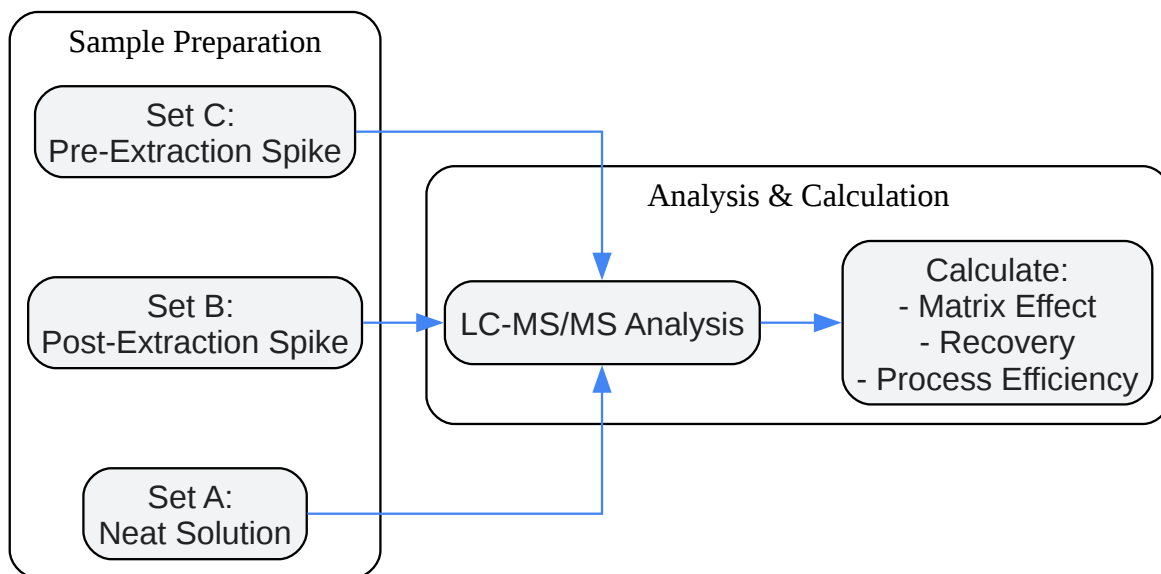 Sample Preparation
Set C:
Pre-Extraction Spike
Set B:
Post-Extraction Spike
Set A:
Neat Solution
Analysis & Calculation
LC-MS/MS Analysis
Calculate:
- Matrix Effect
- Recovery
- Process Efficiency